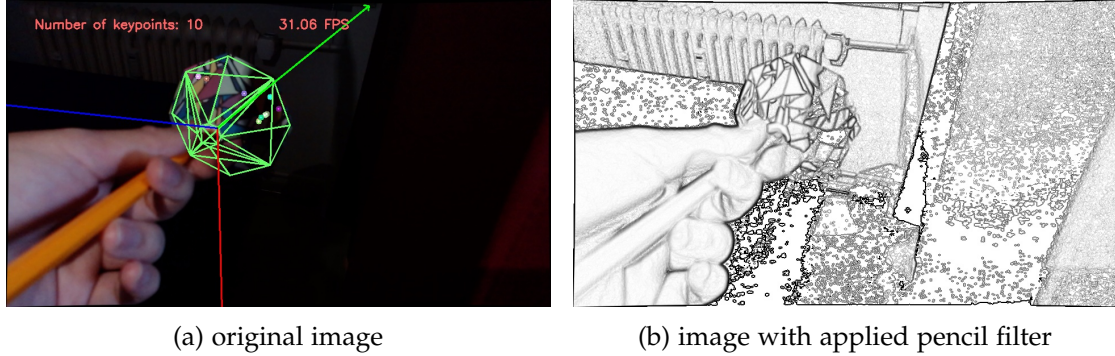 Number of keypoints: 10 31.06 FPS
(a) original image
(b) image with applied pencil filter